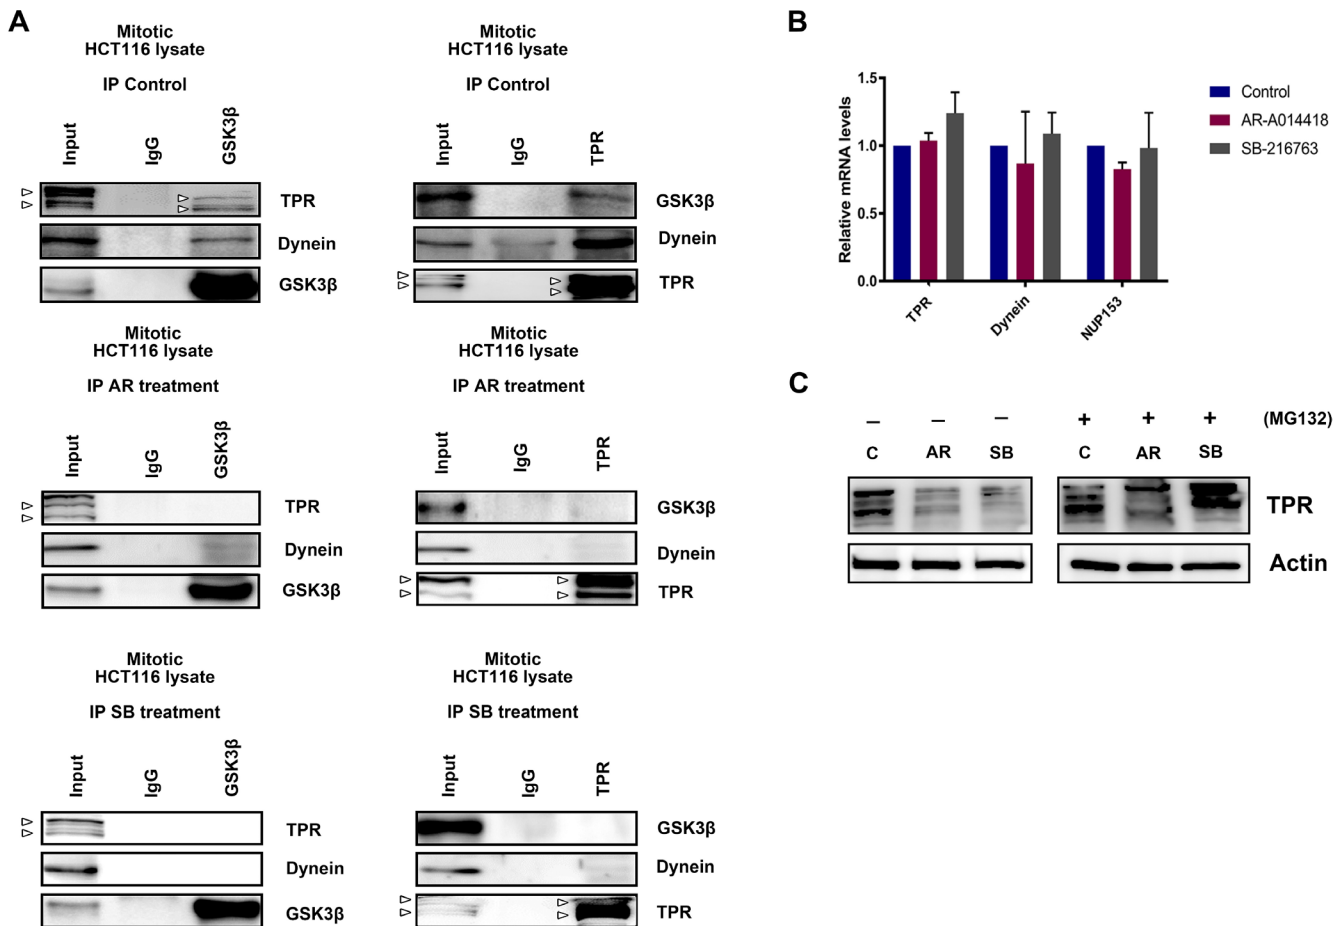 A
Mitotic
HCT116 lysate
IP Control
Input
IgG
GSK3β
TPR
Dynein
GSK3β
Mitotic
HCT116 lysate
IP Control
Input
IgG
TPR
GSK3β
Dynein
TPR
Mitotic
HCT116 lysate
IP AR treatment
Input
IgG
GSK3β
TPR
Dynein
GSK3β
Mitotic
HCT116 lysate
IP AR treatment
Input
IgG
TPR
GSK3β
Dynein
TPR
Mitotic
HCT116 lysate
IP SB treatment
Input
IgG
GSK3β
TPR
Dynein
GSK3β
Mitotic
HCT116 lysate
IP SB treatment
Input
IgG
TPR
GSK3β
Dynein
TPR
B
Relative mRNA levels
1.5
1.0
0.5
0.0
TPR
Dynein
NUP153
Control
AR-A014418
SB-216763
C
– – – + + + (MG132)
C AR SB C AR SB
TPR
Actin